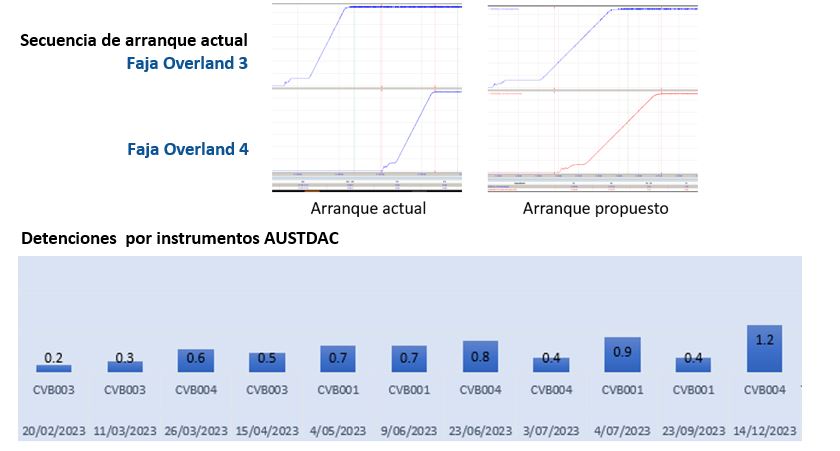 Secuencia de arranque actual
Faja Overland 3
Faja Overland 4
Arranque actual
Arranque propuesto
Detenciones por instrumentos AUSTDAC
0.2 0.3 0.6 0.5 0.7 0.7 0.8 0.4 0.9 0.4 1.2
CVB003 CVB003 CVB004 CVB003 CVB001 CVB001 CVB004 CVB004 CVB001 CVB001 CVB004
20/02/2023 11/03/2023 26/03/2023 15/04/2023 4/05/2023 9/06/2023 23/06/2023 3/07/2023 4/07/2023 23/09/2023 14/12/2023